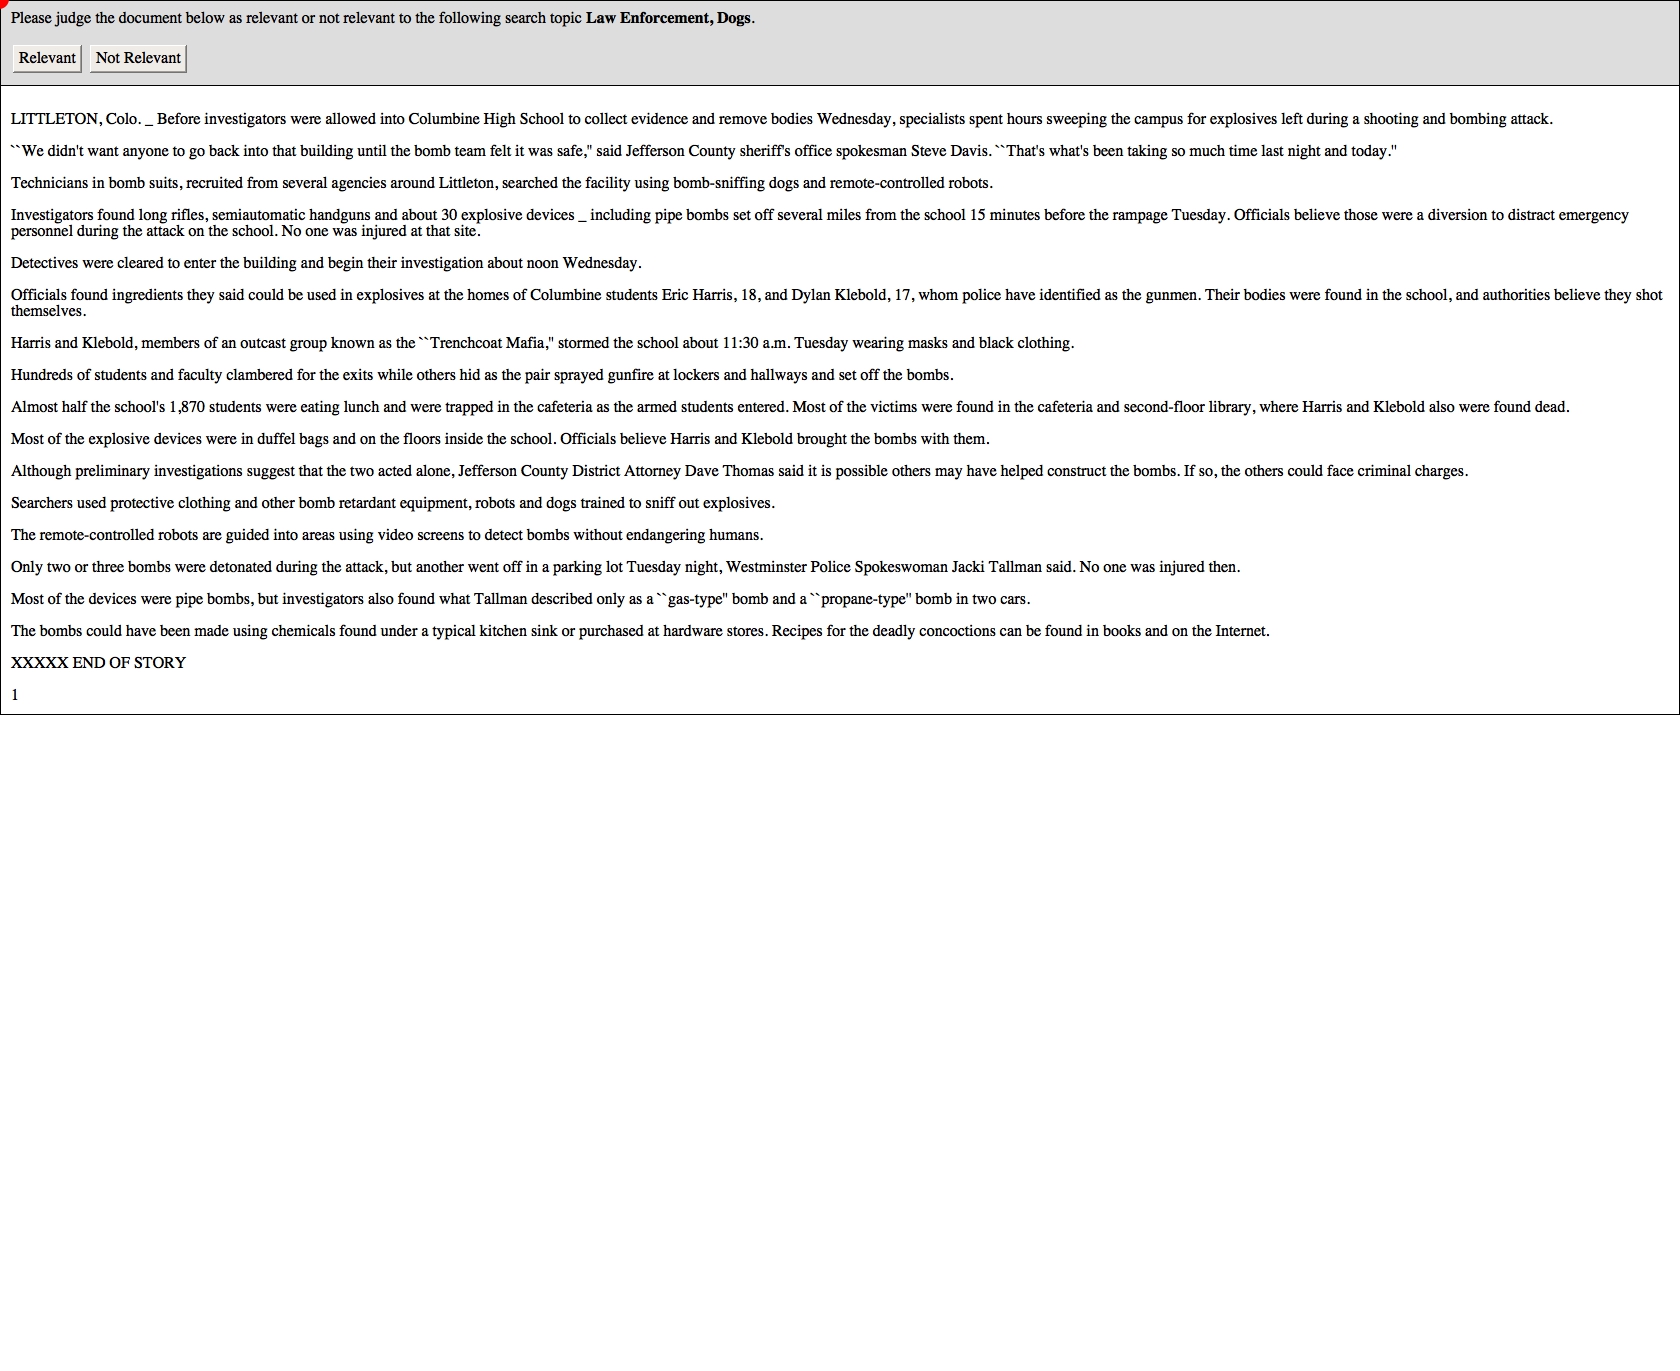 Please judge the document below as relevant or not relevant to the following search topic Law Enforcement, Dogs.
Relevant Not Relevant
LITTLETON, Colo. _ Before investigators were allowed into Columbine High School to collect evidence and remove bodies Wednesday, specialists spent hours sweeping the campus for explosives left during a shooting and bombing attack.
``We didn't want anyone to go back into that building until the bomb team felt it was safe,'' said Jefferson County sheriff's office spokesman Steve Davis. ``That's what's been taking so much time last night and today.''
Technicians in bomb suits, recruited from several agencies around Littleton, searched the facility using bomb-sniffing dogs and remote-controlled robots.
Investigators found long rifles, semiautomatic handguns and about 30 explosive devices _ including pipe bombs set off several miles from the school 15 minutes before the rampage Tuesday. Officials believe those were a diversion to distract emergency
personnel during the attack on the school. No one was injured at that site.
Detectives were cleared to enter the building and begin their investigation about noon Wednesday.
Officials found ingredients they said could be used in explosives at the homes of Columbine students Eric Harris, 18, and Dylan Klebold, 17, whom police have identified as the gunmen. Their bodies were found in the school, and authorities believe they shot
themselves.
Harris and Klebold, members of an outcast group known as the ``Trenchcoat Mafia,'' stormed the school about 11:30 a.m. Tuesday wearing masks and black clothing.
Hundreds of students and faculty clambered for the exits while others hid as the pair sprayed gunfire at lockers and hallways and set off the bombs.
Almost half the school's 1,870 students were eating lunch and were trapped in the cafeteria as the armed students entered. Most of the victims were found in the cafeteria and second-floor library, where Harris and Klebold also were found dead.
Most of the explosive devices were in duffel bags and on the floors inside the school. Officials believe Harris and Klebold brought the bombs with them.
Although preliminary investigations suggest that the two acted alone, Jefferson County District Attorney Dave Thomas said it is possible others may have helped construct the bombs. If so, the others could face criminal charges.
Searchers used protective clothing and other bomb retardant equipment, robots and dogs trained to sniff out explosives.
The remote-controlled robots are guided into areas using video screens to detect bombs without endangering humans.
Only two or three bombs were detonated during the attack, but another went off in a parking lot Tuesday night, Westminster Police Spokeswoman Jacki Tallman said. No one was injured then.
Most of the devices were pipe bombs, but investigators also found what Tallman described only as a ``gas-type'' bomb and a ``propane-type'' bomb in two cars.
The bombs could have been made using chemicals found under a typical kitchen sink or purchased at hardware stores. Recipes for the deadly concoctions can be found in books and on the Internet.
XXXXX END OF STORY
1